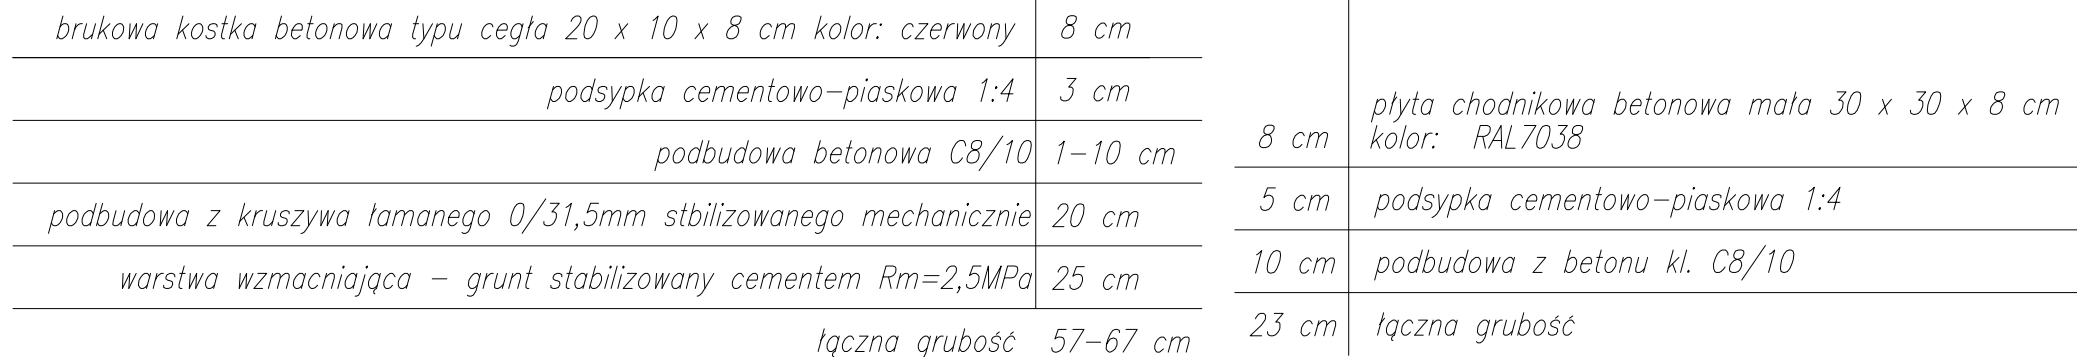 brukowa kostka betonowa typu cegła 20 x 10 x 8 cm kolor: czerwony 8 cm
podsypka cementowo-piaskowa 1:4 3 cm
podbudowa betonowa C8/10 1-10 cm
podbudowa z kruszywa łamanego 0/31,5mm stbilizowanego mechanicznie 20 cm
warstwa wzmacniająca - grunt stabilizowany cementem Rm=2,5MPa 25 cm
łączna grubość 57-67 cm
płyta chodnikowa betonowa mała 30 x 30 x 8 cm
8 cm kolor: RAL7038
5 cm podsypka cementowo-piaskowa 1:4
10 cm podbudowa z betonu kl. C8/10
23 cm łączna grubość